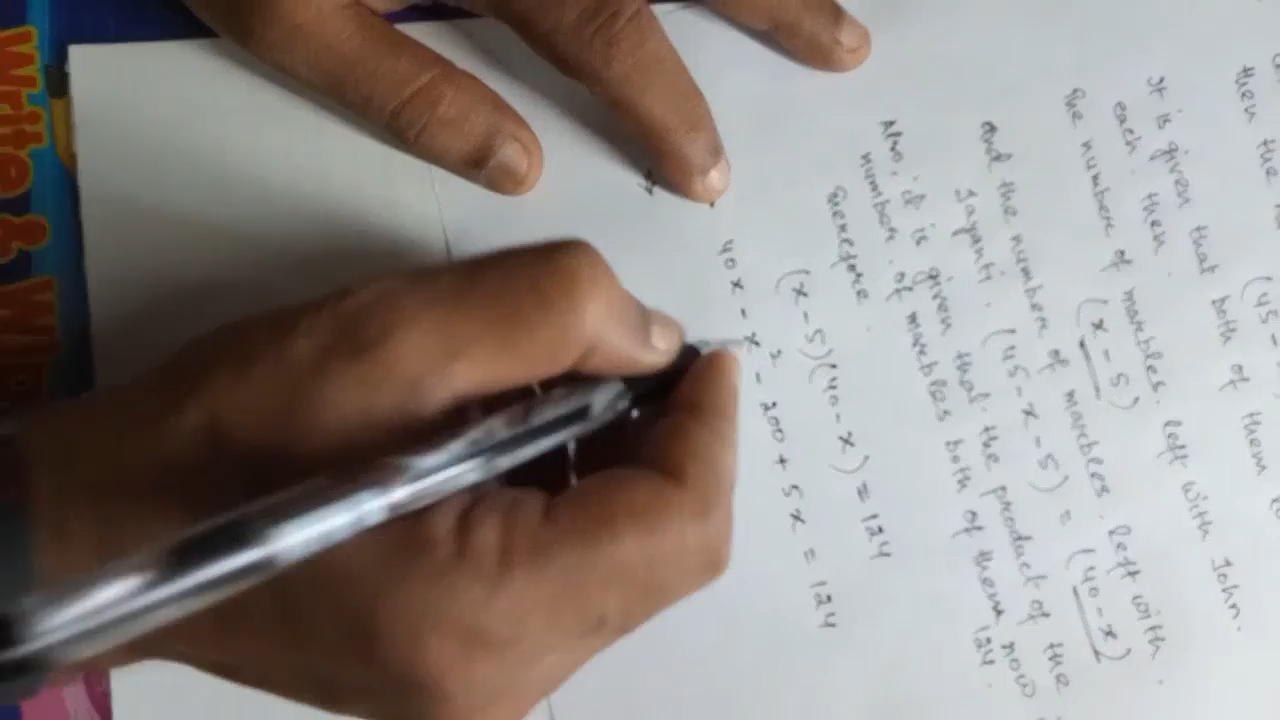 then the (45 -
It is given that both of them
each. then.
the number of marbles. left with John.
(x - 5)
and the number of marbles. left with.
Jayanti. (45 - x - 5) = (40 - x)
Also, it is given that. the product of the
number. of marbles both of them, now
124.
therefore.
(x - 5)(40 - x) = 124
40x - x² - 200 + 5x = 124
Write &